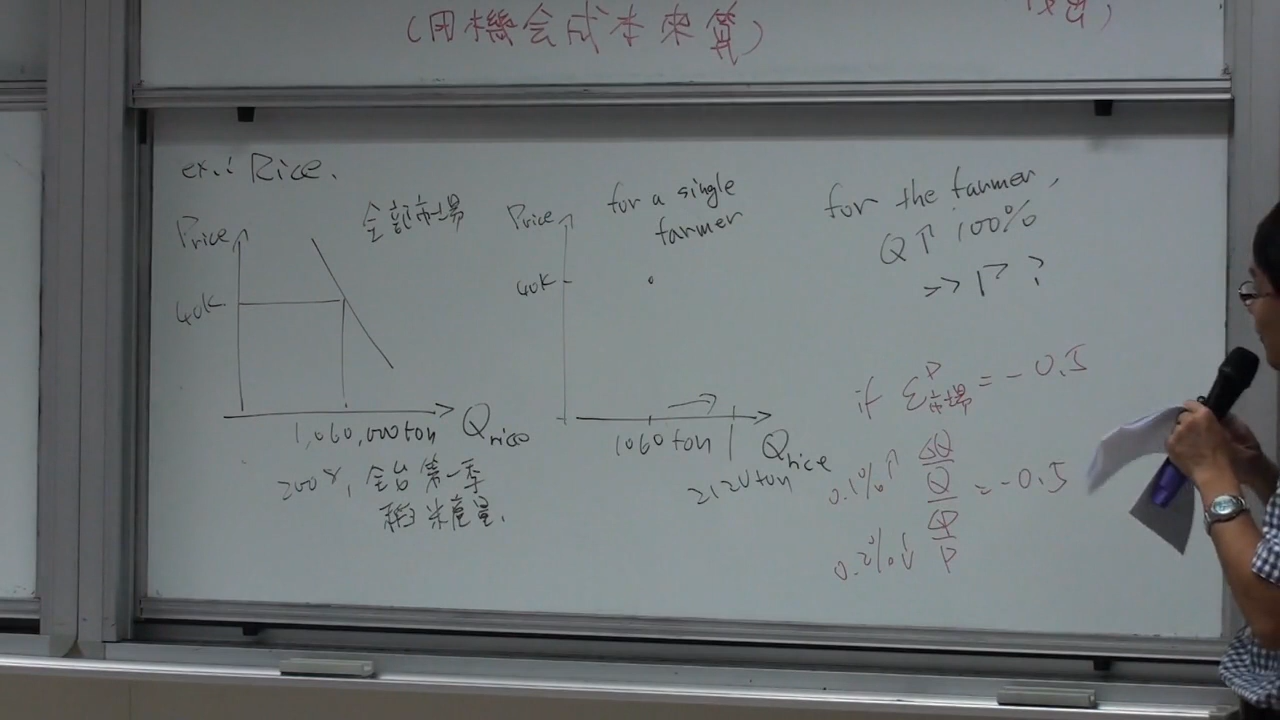 (用機会成本來算)
ex.: Rice.
全部市場
Price
40K
1,060,000 ton
Q rice
2008, 全台第一季
稻米產量.
Price
for a single
farmer
40K
1060 ton
2120 ton
Q rice
for the farmer,
Q↑ 100%
>> P ?
if ε^D_市場 = -0.5
0.1%↑ ΔQ
Q = -0.5
0.2%↓ ΔP
P